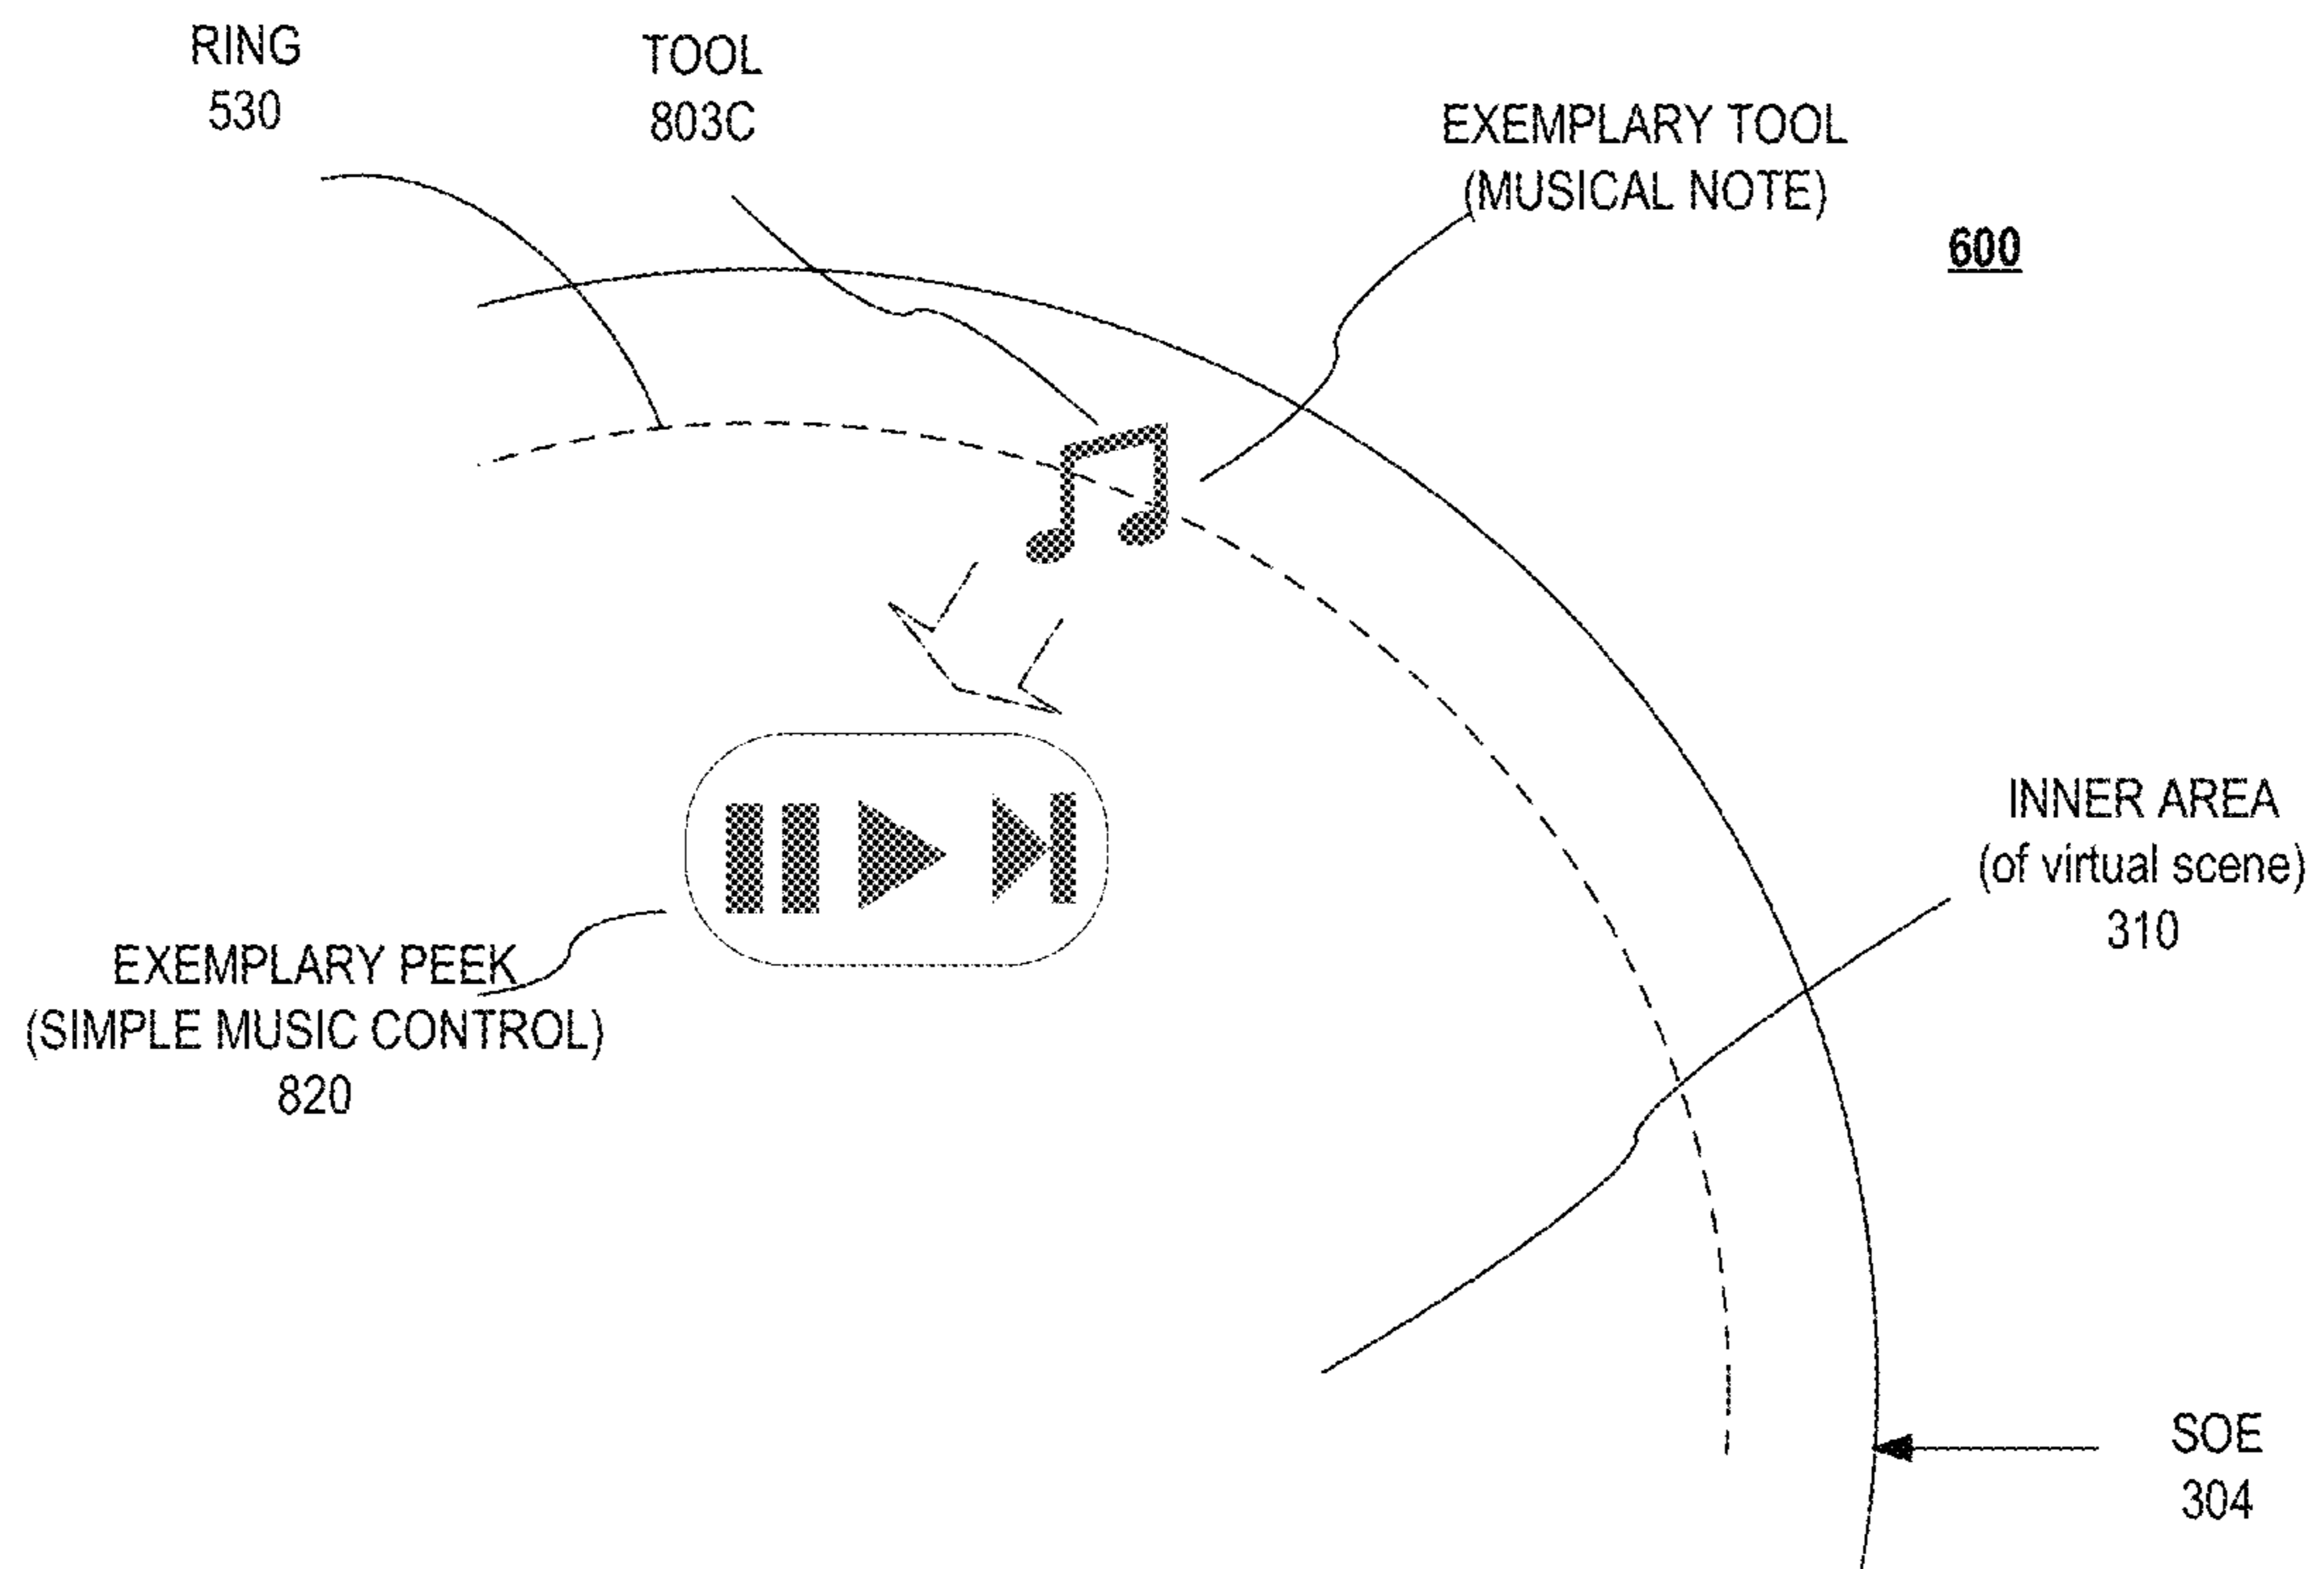 RING
530
TOOL
803C
EXEMPLARY TOOL
(MUSICAL NOTE)
600
INNER AREA
(of virtual scene)
310
EXEMPLARY PEEK
(SIMPLE MUSIC CONTROL)
820
SOE
304